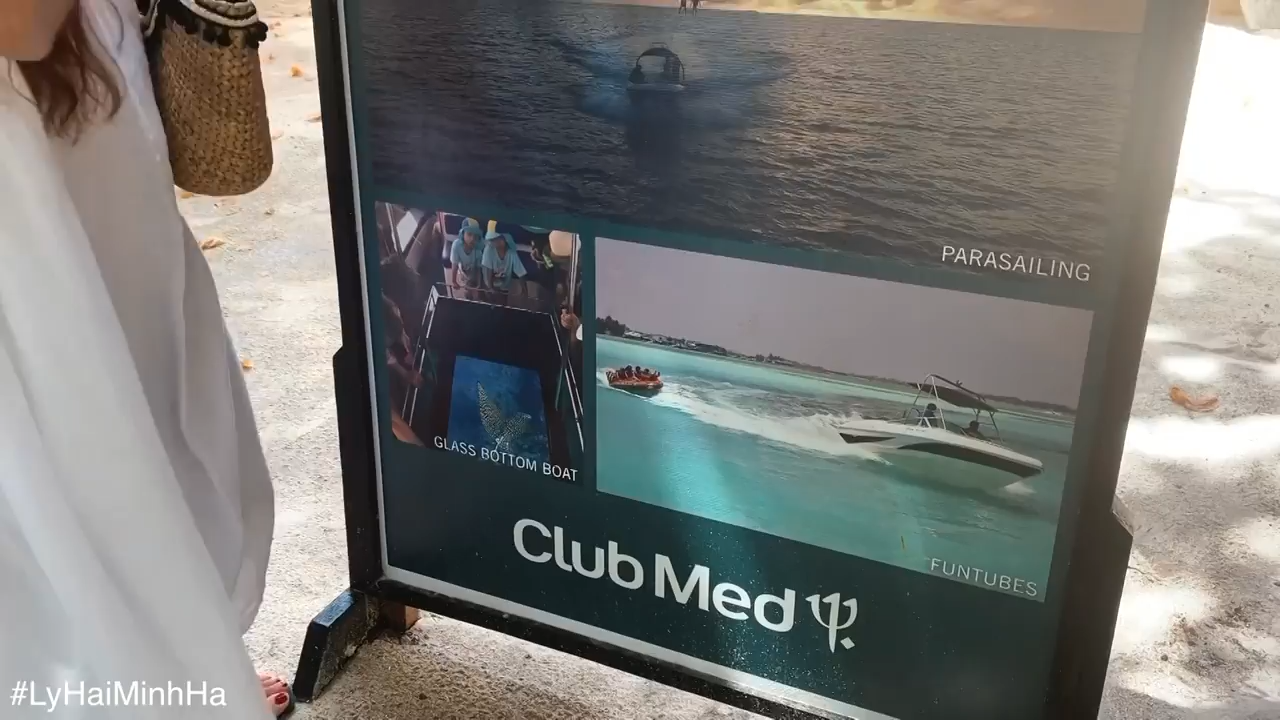 PARASAILING
GLASS BOTTOM BOAT
FUNTUBES
Club Med
#LyHaiMinhHa